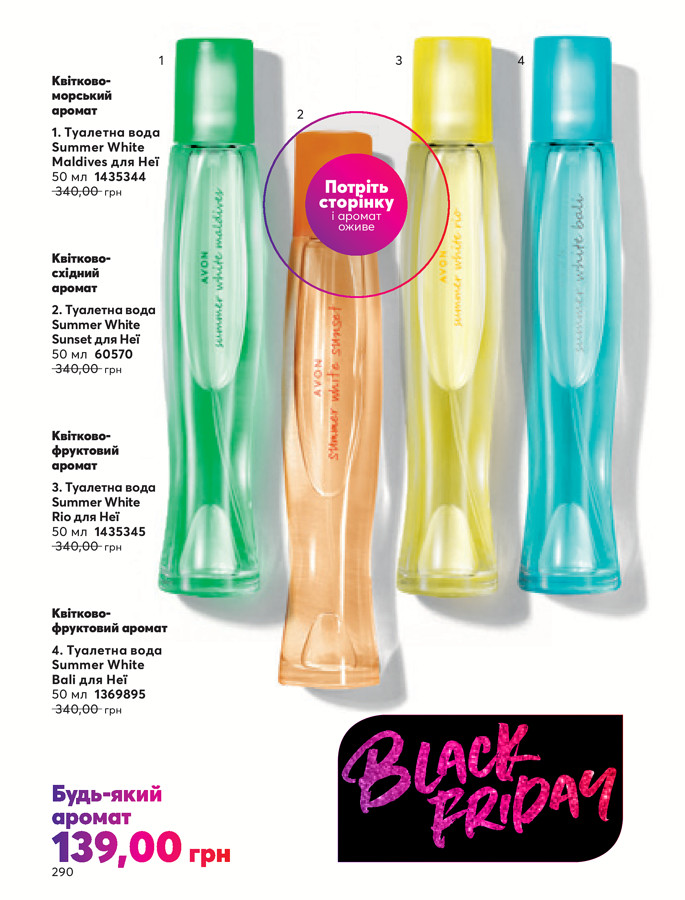 1
Квітково-
морський
аромат
1. Туалетна вода
Summer White
Maldives для Неї
50 мл 1435344
340,00 грн
Квітково-
східний
аромат
2. Туалетна вода
Summer White
Sunset для Неї
50 мл 60570
340,00 грн
Квітково-
фруктовий
аромат
3. Туалетна вода
Summer White
Rio для Неї
50 мл 1435345
340,00 грн
Квітково-
фруктовий аромат
4. Туалетна вода
Summer White
Bali для Неї
50 мл 1369895
340,00 грн
AVON
summer white maldives
2
Потріть
сторінку
і аромат
оживе
AVON
summer white sunset
3
AVON
summer white rio
4
summer white bali
BLACK
FRIDAY
Будь-який
аромат
139,00 грн
290